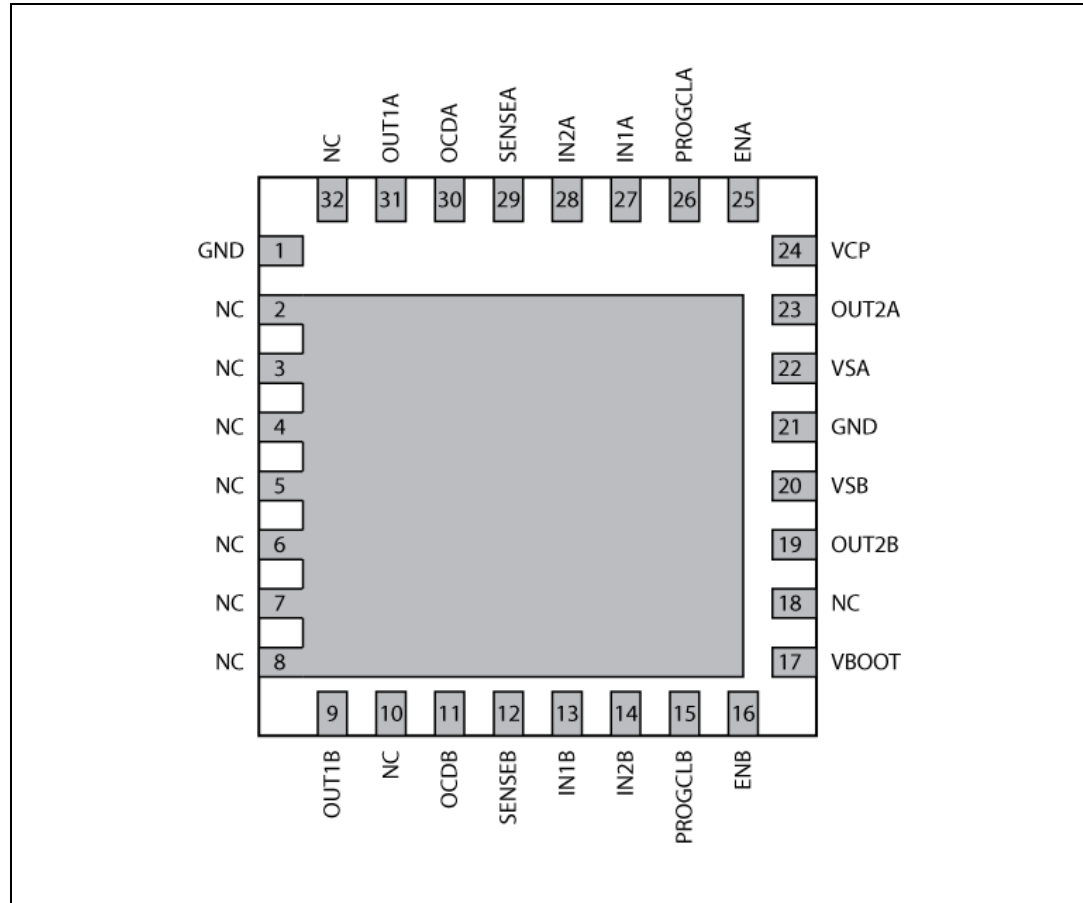 NC
OUT1A
OCDA
SENSEA
IN2A
IN1A
PROGCLA
ENA
32 31 30 29 28 27 26 25
GND 1 24 VCP
NC 2 23 OUT2A
NC 3 22 VSA
NC 4 21 GND
NC 5 20 VSB
NC 6 19 OUT2B
NC 7 18 NC
NC 8 17 VBOOT
9 10 11 12 13 14 15 16
OUT1B
NC
OCDB
SENSEB
IN1B
IN2B
PROGCLB
ENB